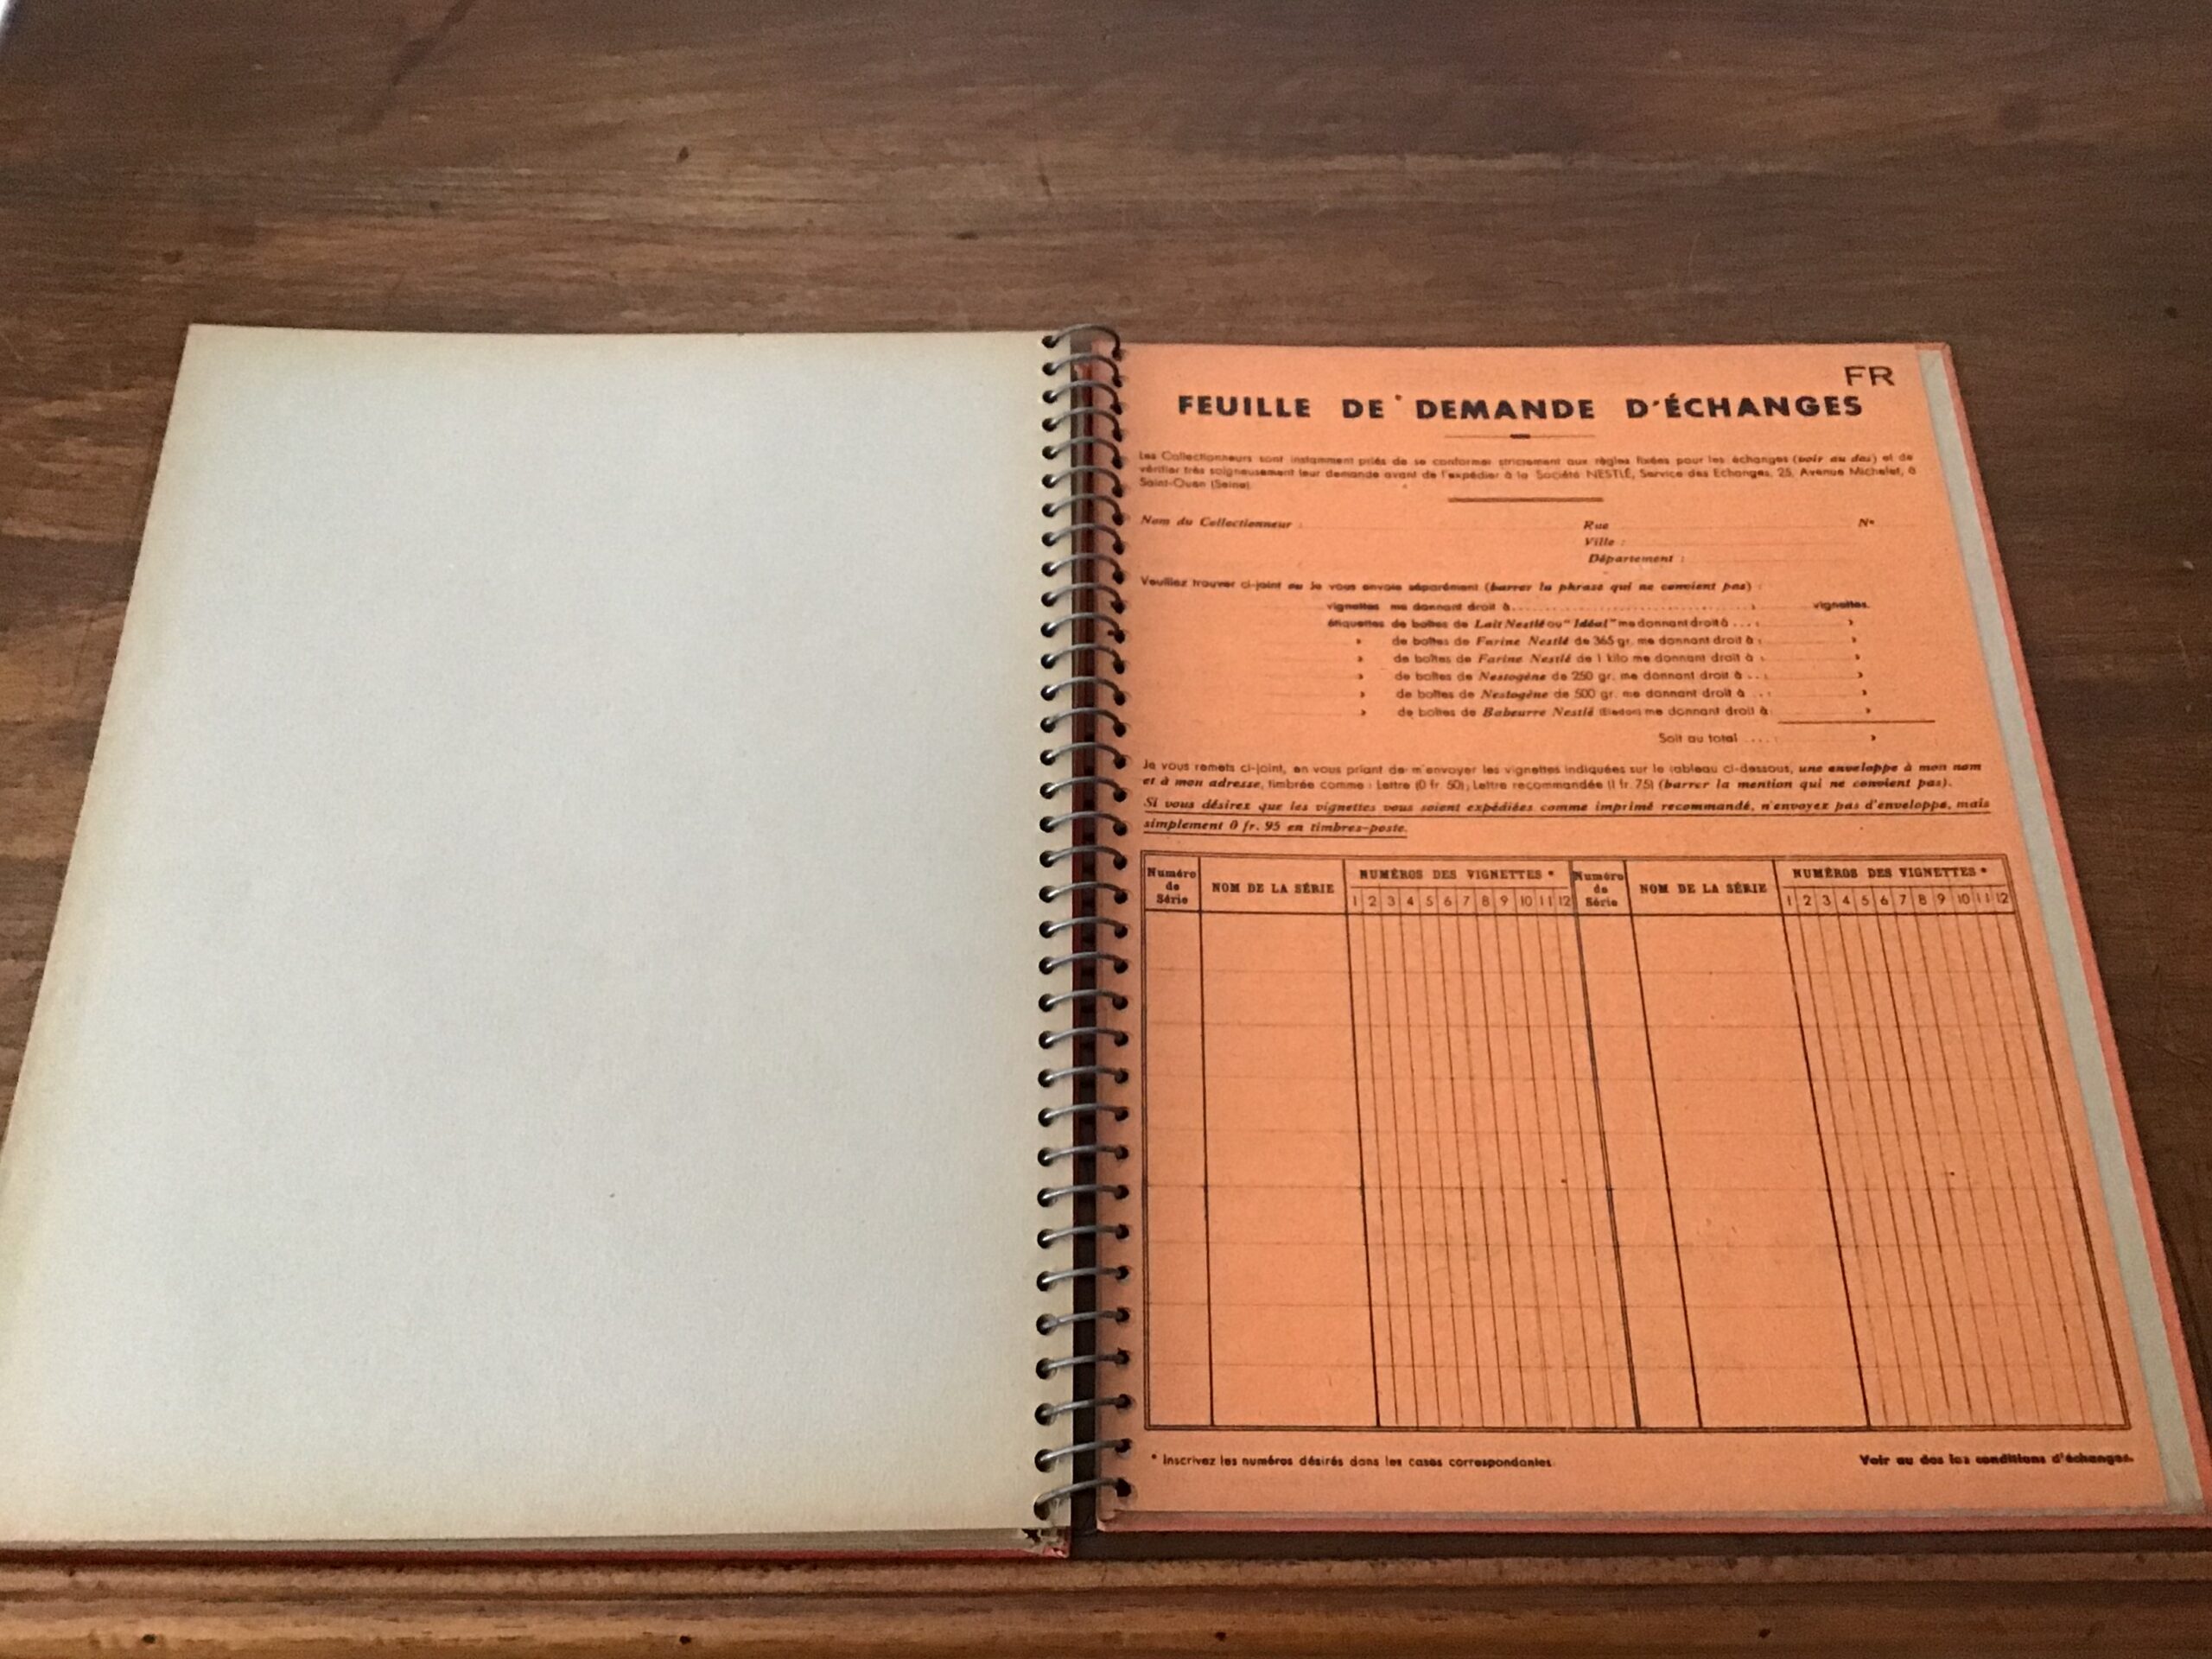 FR
FEUILLE DE DEMANDE D'ÉCHANGES
Les Collectionneurs sont instamment priés de se conformer strictement aux règles fixées pour les échanges (voir au dos) et de
vérifier très soigneusement leur demande avant de l'expédier à la Société NESTLÉ, Service des Echanges, 25, Avenue Michelet, à
Saint-Ouen (Seine).
Nom du Collectionneur : Rue N°
Ville :
Département :
Veuillez trouver ci-joint ou Je vous envoie séparément (barrer la phrase qui ne convient pas) :
vignettes me donnant droit à vignettes.
étiquettes de boîtes de Lait Nestlé ou "Idéal" me donnant droit à .... »
» de boîtes de Farine Nestlé de 365 gr. me donnant droit à : »
» de boîtes de Farine Nestlé de 1 kilo me donnant droit à : »
» de boîtes de Nestogène de 250 gr. me donnant droit à .. : »
» de boîtes de Nestogène de 500 gr. me donnant droit à .. : »
» de boîtes de Babeurre Nestlé (Eledon) me donnant droit à : »
Soit au total .... : »
Je vous remets ci-joint, en vous priant de m'envoyer les vignettes indiquées sur le tableau ci-dessous, une enveloppe à mon nom
et à mon adresse, timbrée comme : Lettre (0 fr. 50), Lettre recommandée (1 fr. 75) (barrer la mention qui ne convient pas).
Si vous désirez que les vignettes vous soient expédiées comme imprimé recommandé, n'envoyez pas d'enveloppe, mais
simplement 0 fr. 95 en timbres-poste.
Numéro de Série NOM DE LA SÉRIE NUMÉROS DES VIGNETTES * Numéro de Série NOM DE LA SÉRIE NUMÉROS DES VIGNETTES *
1 2 3 4 5 6 7 8 9 10 11 12 1 2 3 4 5 6 7 8 9 10 11 12
* Inscrivez les numéros désirés dans les cases correspondantes. Voir au dos les conditions d'échanges.